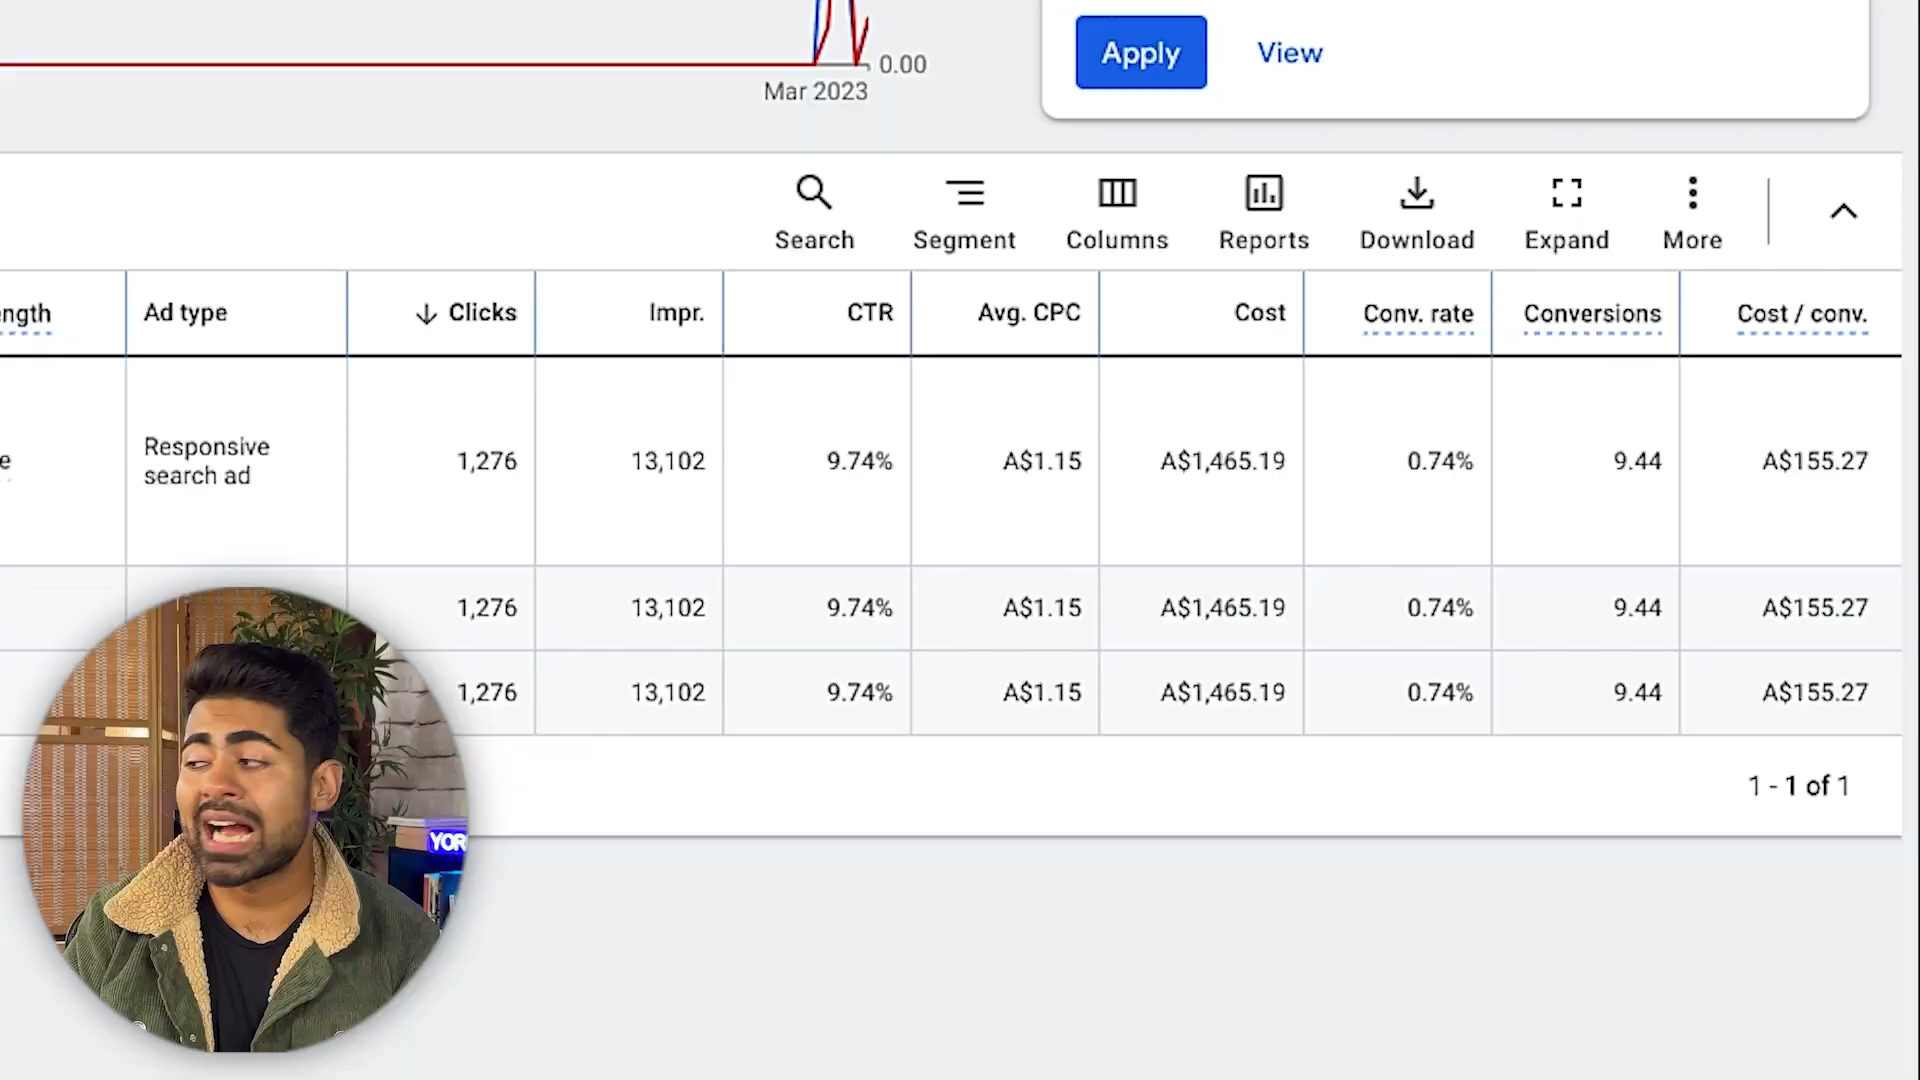 Apply View
0.00
Mar 2023
Search Segment Columns Reports Download Expand More
ength Ad type Clicks Impr. CTR Avg. CPC Cost Conv. rate Conversions Cost / conv.
e Responsive search ad 1,276 13,102 9.74% A$1.15 A$1,465.19 0.74% 9.44 A$155.27
1,276 13,102 9.74% A$1.15 A$1,465.19 0.74% 9.44 A$155.27
1,276 13,102 9.74% A$1.15 A$1,465.19 0.74% 9.44 A$155.27
1 - 1 of 1
YOR